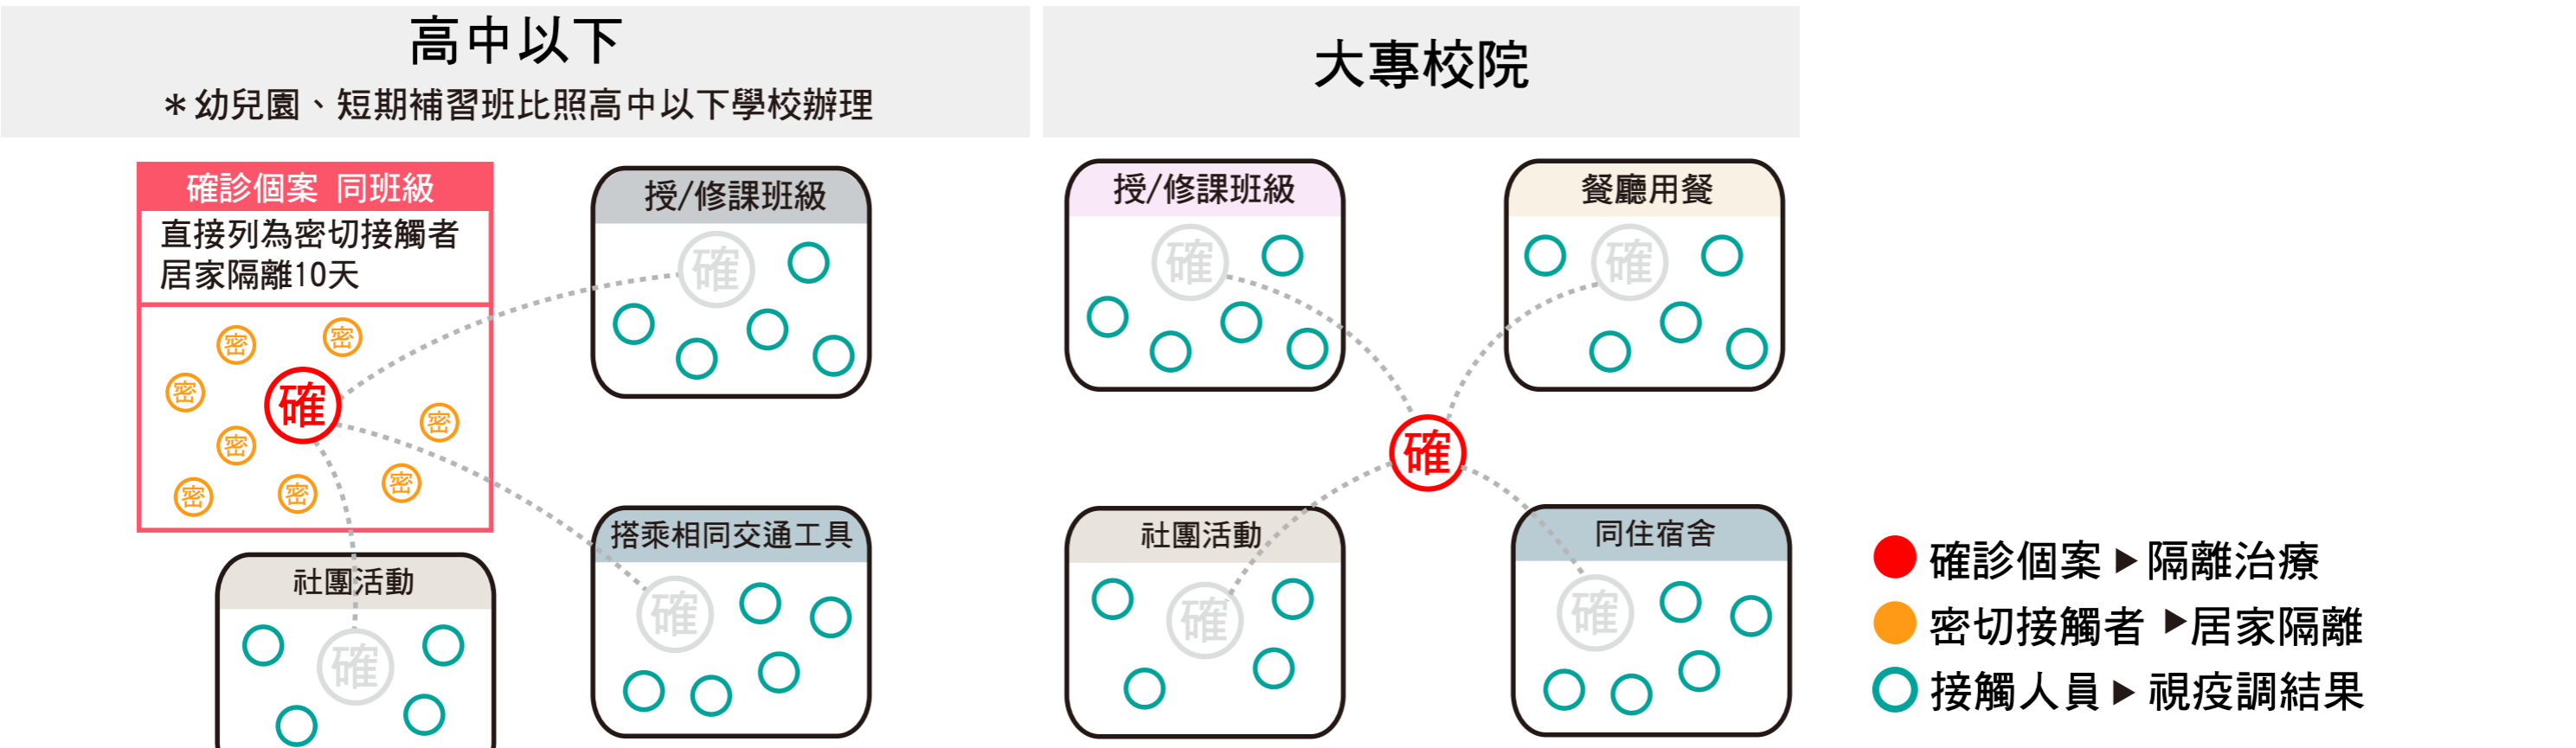 高中以下
＊幼兒園、短期補習班比照高中以下學校辦理
確診個案 同班級
直接列為密切接觸者
居家隔離10天
密
密
密
確
密
密
密
密
密
授/修課班級
確
搭乘相同交通工具
確
社團活動
確
大專校院
授/修課班級
確
餐廳用餐
確
確
社團活動
確
同住宿舍
確
確診個案▶隔離治療
密切接觸者▶居家隔離
接觸人員▶視疫調結果